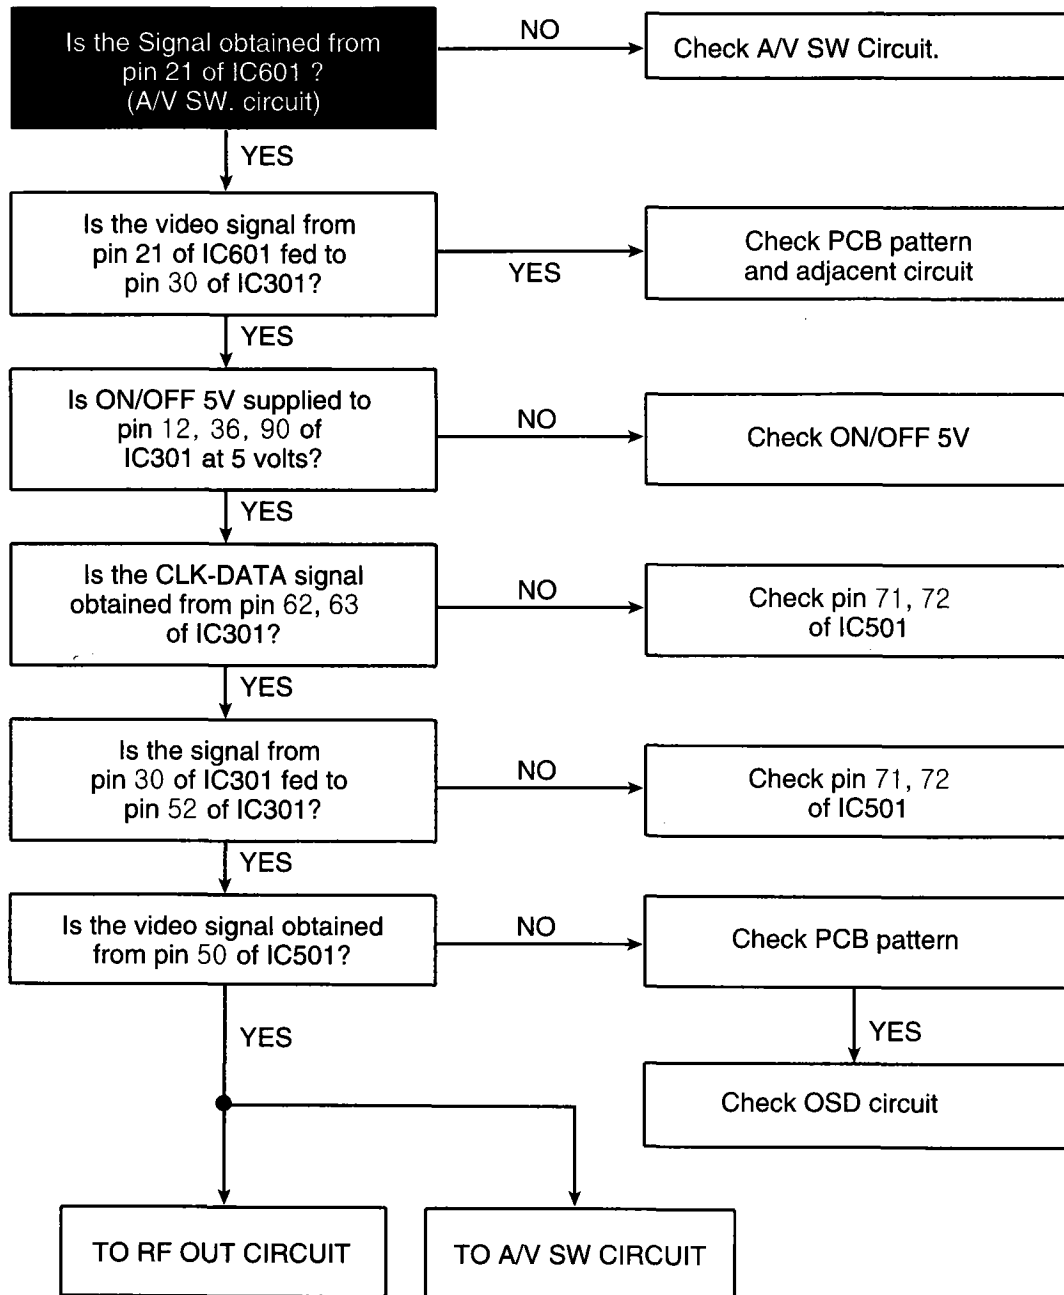 Is the Signal obtained from
pin 21 of IC601 ?
(A/V SW. circuit)
NO
Check A/V SW Circuit.
YES
Is the video signal from
pin 21 of IC601 fed to
pin 30 of IC301?
YES
Check PCB pattern
and adjacent circuit
YES
Is ON/OFF 5V supplied to
pin 12, 36, 90 of
IC301 at 5 volts?
NO
Check ON/OFF 5V
YES
Is the CLK-DATA signal
obtained from pin 62, 63
of IC301?
NO
Check pin 71, 72
of IC501
YES
Is the signal from
pin 30 of IC301 fed to
pin 52 of IC301?
NO
Check pin 71, 72
of IC501
YES
Is the video signal obtained
from pin 50 of IC501?
NO
Check PCB pattern
YES
YES
Check OSD circuit
TO RF OUT CIRCUIT
TO A/V SW CIRCUIT